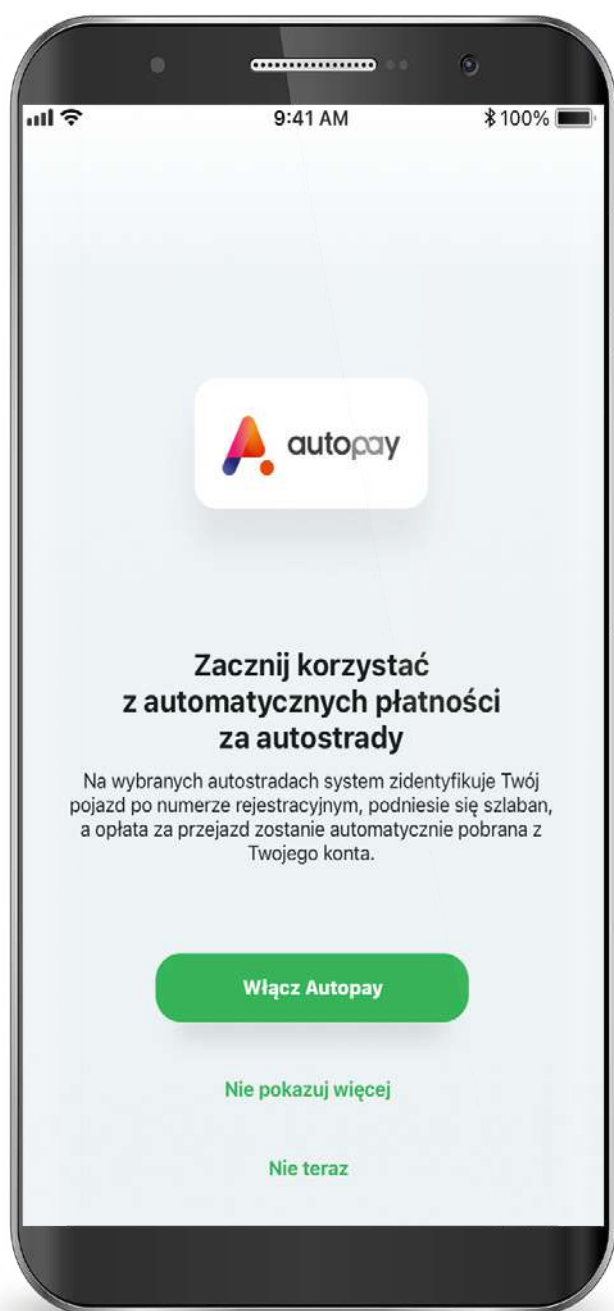 9:41 AM
100%
autopay
Zacznij korzystać
z automatycznych płatności
za autostrady
Na wybranych autostradach system zidentyfikuje Twój
pojazd po numerze rejestracyjnym, podniesie się szlaban,
a opłata za przejazd zostanie automatycznie pobrana z
Twojego konta.
Włącz Autopay
Nie pokazuj więcej
Nie teraz